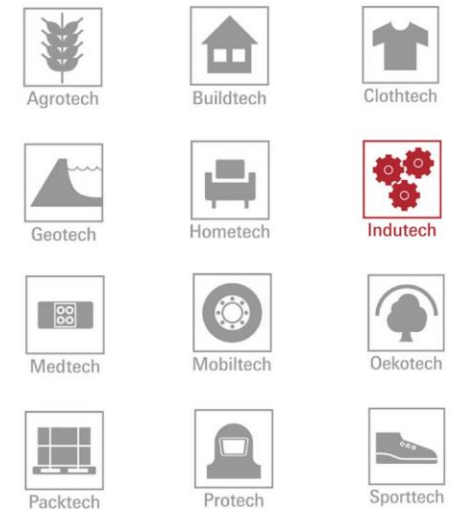 Agrotech
Buildtech
Clothtech
Geotech
Hometech
Indutech
Medtech
Mobiltech
Oekotech
Packtech
Protech
Sporttech